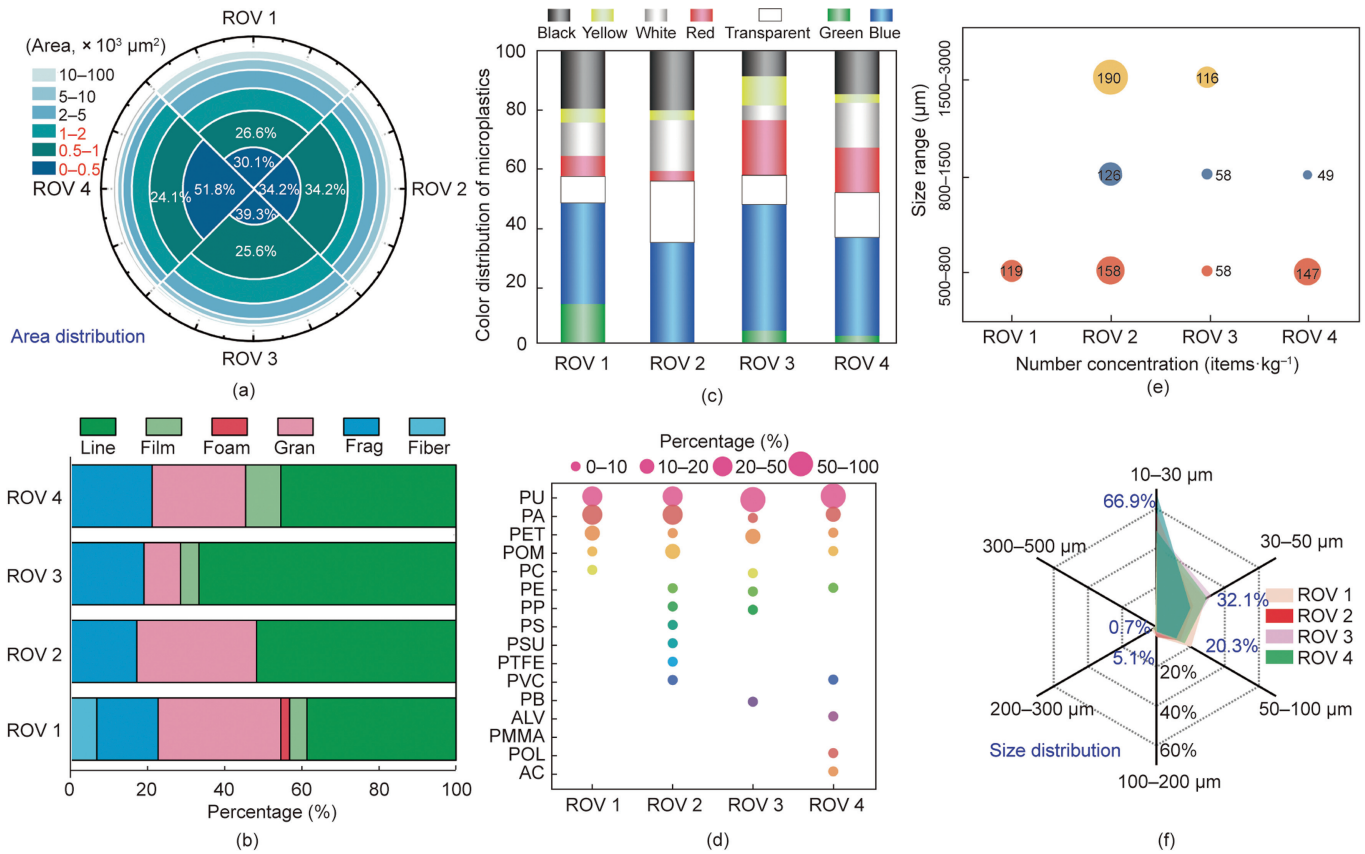 ROV 1
(Area, × 10³ μm²)
10–100
5–10
2–5
1–2
0.5–1
0–0.5
26.6%
30.1%
ROV 4
24.1%
51.8%
34.2%
34.2%
ROV 2
39.3%
25.6%
Area distribution
ROV 3
(a)
Line Film Foam Gran Frag Fiber
ROV 4
ROV 3
ROV 2
ROV 1
0 20 40 60 80 100
Percentage (%)
(b)
Black Yellow White Red Transparent Green Blue
Color distribution of microplastics
100
80
60
40
20
0
ROV 1 ROV 2 ROV 3 ROV 4
(c)
Percentage (%)
0–10 10–20 20–50 50–100
PU
PA
PET
POM
PC
PE
PP
PS
PSU
PTFE
PVC
PB
ALV
PMMA
POL
AC
ROV 1 ROV 2 ROV 3 ROV 4
(d)
Size range (μm)
1500–3000
190 116
800–1500
126 58 49
500–800
119 158 58 147
ROV 1 ROV 2 ROV 3 ROV 4
Number concentration (items·kg⁻¹)
(e)
10–30 μm
66.9%
300–500 μm
30–50 μm
32.1%
ROV 1
ROV 2
ROV 3
ROV 4
0.7%
20.3%
5.1%
20%
200–300 μm
40%
50–100 μm
Size distribution
60%
100–200 μm
(f)